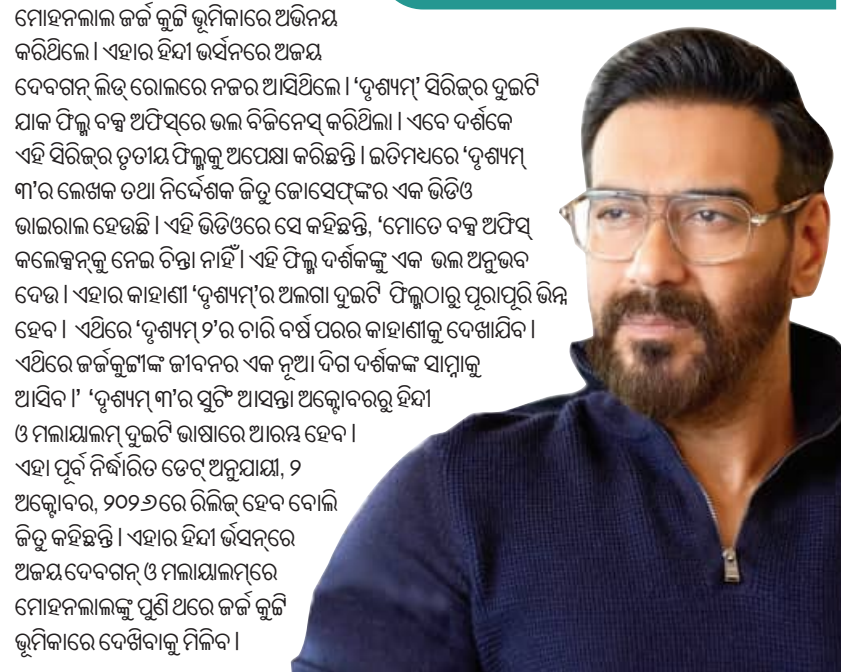 ମୋହନଲାଲ ଜର୍ଜ କୁଟ୍ଟି ଭୂମିକାରେ ଅଭିନୟ
କରିଥିଲେ । ଏହାର ହିନ୍ଦୀ ଭର୍ସନରେ ଅଜୟ
ଦେବଗନ୍ ଲିଡ୍ ରୋଲରେ ନଜର ଆସିଥିଲେ । ‘ଦୃଶ୍ୟମ୍’ ସିରିଜ୍‌ର ଦୁଇଟି
ଯାକ ଫିଲ୍ମ ବକ୍ସ ଅଫିସ୍‌ରେ ଭଲ ବିଜିନେସ୍ କରିଥିଲା । ଏବେ ଦର୍ଶକେ
ଏହି ସିରିଜ୍‌ର ତୃତୀୟ ଫିଲ୍ମକୁ ଅପେକ୍ଷା କରିଛନ୍ତି । ଇତିମଧ୍ୟରେ ‘ଦୃଶ୍ୟମ୍
୩’ର ଲେଖକ ତଥା ନିର୍ଦ୍ଦେଶକ ଜିତୁ ଜୋସେଫ୍‌ଙ୍କର ଏକ ଭିଡିଓ
ଭାଇରାଲ ହେଉଛି । ଏହି ଭିଡିଓରେ ସେ କହିଛନ୍ତି, ‘ମୋତେ ବକ୍ସ ଅଫିସ୍
କଲେକ୍ସନ୍‌କୁ ନେଇ ଚିନ୍ତା ନାହିଁ । ଏହି ଫିଲ୍ମ ଦର୍ଶକଙ୍କୁ ଏକ ଭଲ ଅନୁଭବ
ଦେଉ । ଏହାର କାହାଣୀ ‘ଦୃଶ୍ୟମ୍’ର ଅଲଗା ଦୁଇଟି ଫିଲ୍ମଠାରୁ ପୂରାପୂରି ଭିନ୍ନ
ହେବ । ଏଥିରେ ‘ଦୃଶ୍ୟମ୍ ୨’ର ଚାରି ବର୍ଷ ପରର କାହାଣୀକୁ ଦେଖାଯିବ ।
ଏଥିରେ ଜର୍ଜକୁଟ୍ଟୀଙ୍କ ଜୀବନର ଏକ ନୂଆ ଦିଗ ଦର୍ଶକଙ୍କ ସାମ୍ନାକୁ
ଆସିବ ।’ ‘ଦୃଶ୍ୟମ୍ ୩’ର ସୁଟିଂ ଆସନ୍ତା ଅକ୍ଟୋବରରୁ ହିନ୍ଦୀ
ଓ ମଲାୟାଲମ୍ ଦୁଇଟି ଭାଷାରେ ଆରମ୍ଭ ହେବ ।
ଏହା ପୂର୍ବ ନିର୍ଦ୍ଧାରିତ ଡେଟ୍ ଅନୁଯାୟୀ, ୨
ଅକ୍ଟୋବର, ୨୦୨୬ରେ ରିଲିଜ୍ ହେବ ବୋଲି
ଜିତୁ କହିଛନ୍ତି । ଏହାର ହିନ୍ଦୀ ର୍ଭସନ୍‌ରେ
ଅଜୟ ଦେବଗନ୍ ଓ ମଲାୟାଲମ୍‌ରେ
ମୋହନଲାଲଙ୍କୁ ପୁଣି ଥରେ ଜର୍ଜ କୁଟ୍ଟି
ଭୂମିକାରେ ଦେଖିବାକୁ ମିଳିବ ।